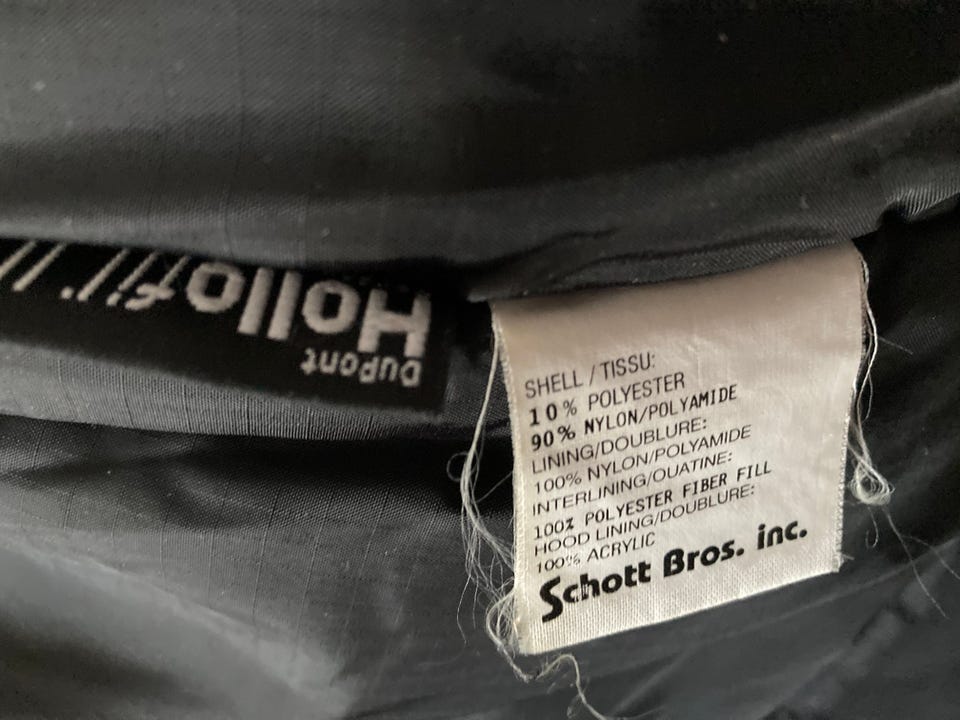 DuPont
Hollofil
SHELL / TISSU:
10% POLYESTER
90% NYLON/POLYAMIDE
LINING/DOUBLURE:
100% NYLON/POLYAMIDE
INTERLINING/OUATINE:
100% POLYESTER FIBER FILL
HOOD LINING/DOUBLURE:
100% ACRYLIC
Schott Bros. inc.